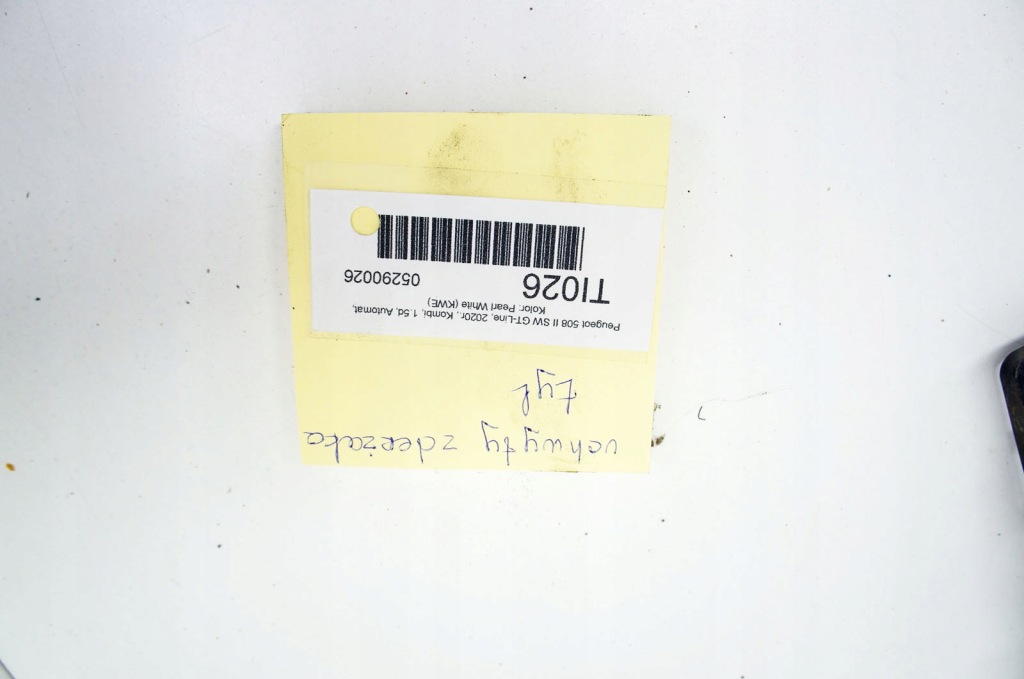 uchwyty zderzaka
tył
Peugeot 508 II SW GT-Line, 2020r., Kombi, 1.5d, Automat,
Kolor: Pearl White (KWE)
TI026 05290026